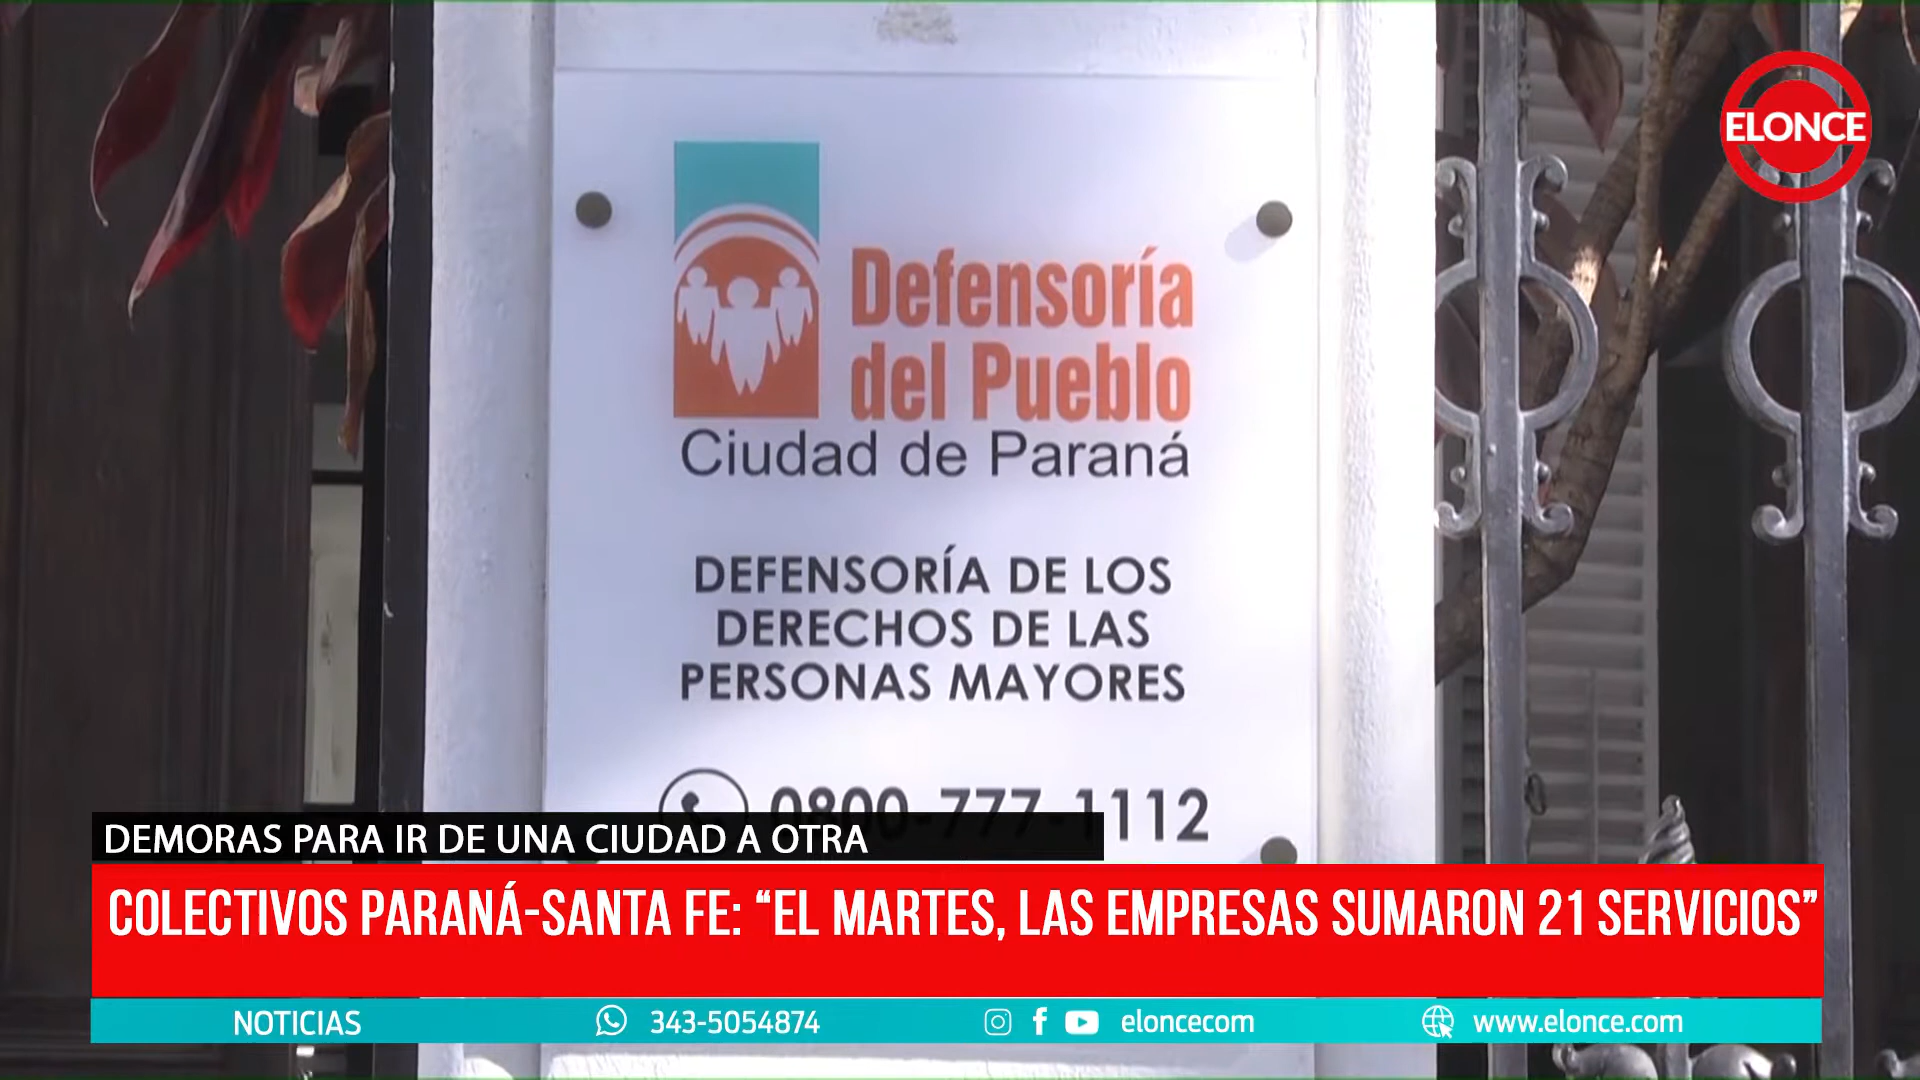 ELONCE
Defensoría
del Pueblo
Ciudad de Paraná
DEFENSORÍA DE LOS
DERECHOS DE LAS
PERSONAS MAYORES
0800-777-1112
DEMORAS PARA IR DE UNA CIUDAD A OTRA
COLECTIVOS PARANÁ-SANTA FE: “EL MARTES, LAS EMPRESAS SUMARON 21 SERVICIOS”
NOTICIAS 343-5054874 eloncecom www.elonce.com